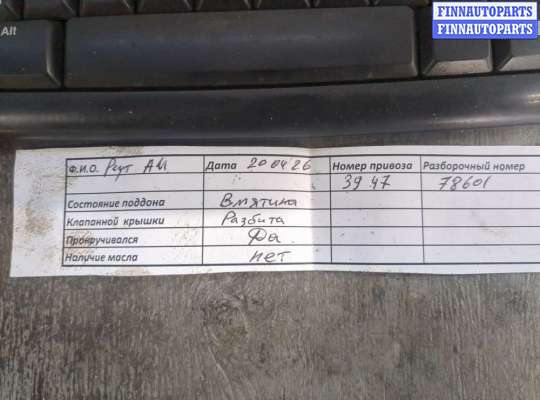 FINNAUTOPARTS
FINNAUTOPARTS
Alt
Ф.И.О. Реут А.И Дата 20 04 26 Номер привоза Разборочный номер
39 47 78601
Состояние поддона Вмятина
Клапанной крышки Разбита
Прокручивался Да
Наличие масла нет